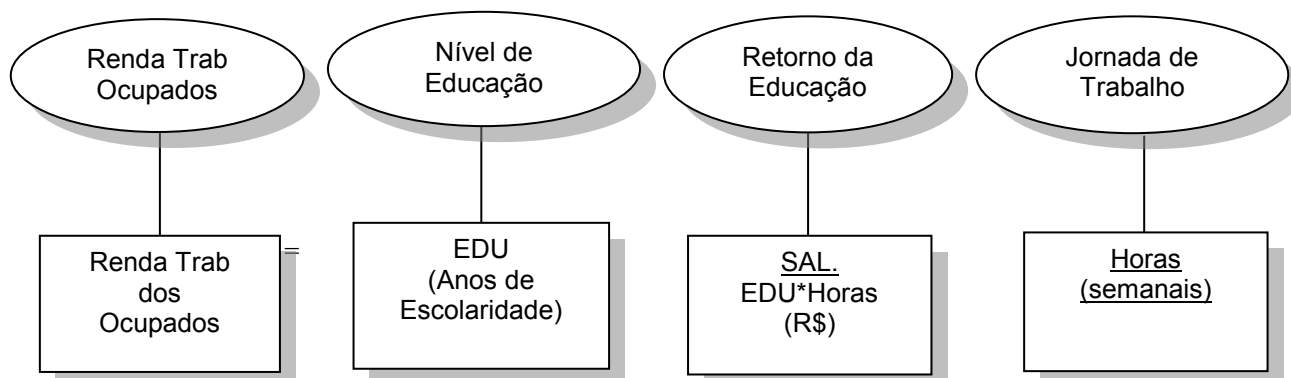 Renda Trab
Ocupados
Nível de
Educação
Retorno da
Educação
Jornada de
Trabalho
Renda Trab
dos
Ocupados
=
EDU
(Anos de
Escolaridade)
SAL.
EDU*Horas
(R$)
Horas
(semanais)